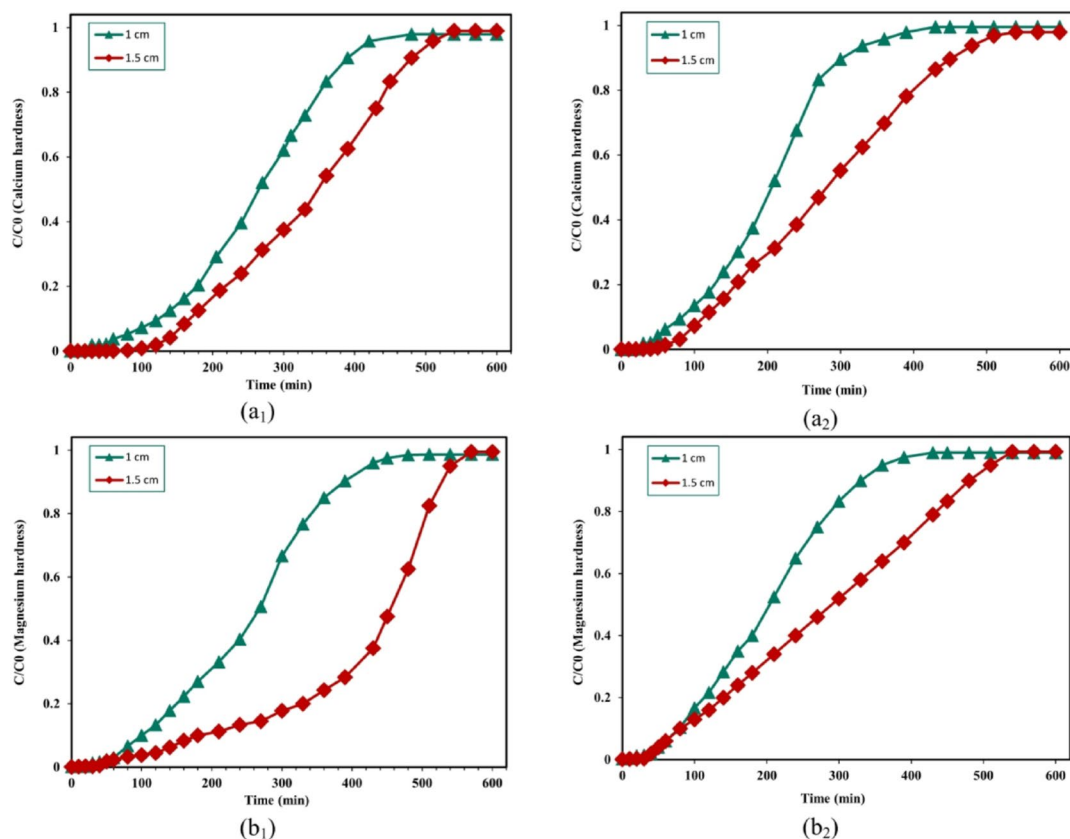 1
0.8
0.6
0.4
0.2
0
C/C0 (Calcium hardness)
1 cm
1.5 cm
0 100 200 300 400 500 600
Time (min)
(a₁)
1
0.8
0.6
0.4
0.2
0
C/C0 (Calcium hardness)
1 cm
1.5 cm
0 100 200 300 400 500 600
Time (min)
(a₂)
1
0.8
0.6
0.4
0.2
0
C/C0 (Magnesium hardness)
1 cm
1.5 cm
0 100 200 300 400 500 600
Time (min)
(b₁)
1
0.8
0.6
0.4
0.2
0
C/C0 (Magnesium hardness)
1 cm
1.5 cm
0 100 200 300 400 500 600
Time (min)
(b₂)